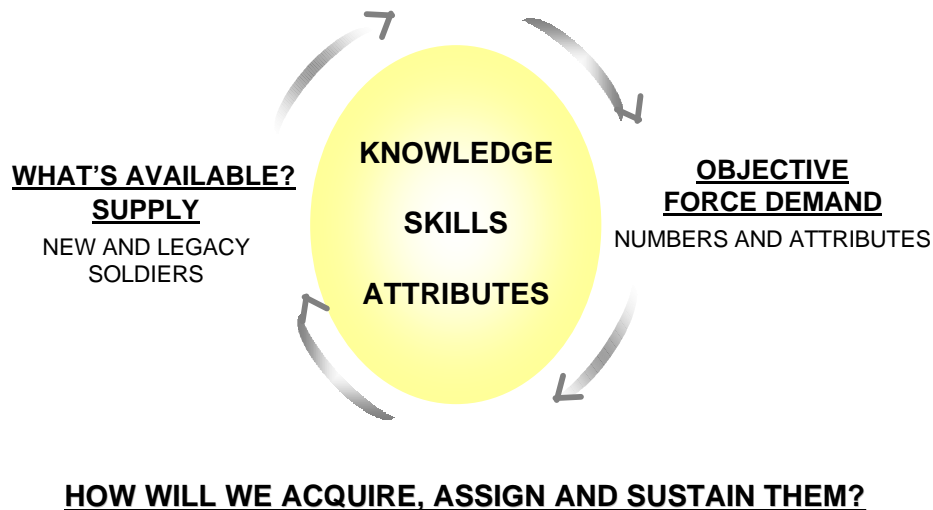 WHAT'S AVAILABLE?
SUPPLY
NEW AND LEGACY
SOLDIERS
KNOWLEDGE
SKILLS
ATTRIBUTES
OBJECTIVE
FORCE DEMAND
NUMBERS AND ATTRIBUTES
HOW WILL WE ACQUIRE, ASSIGN AND SUSTAIN THEM?